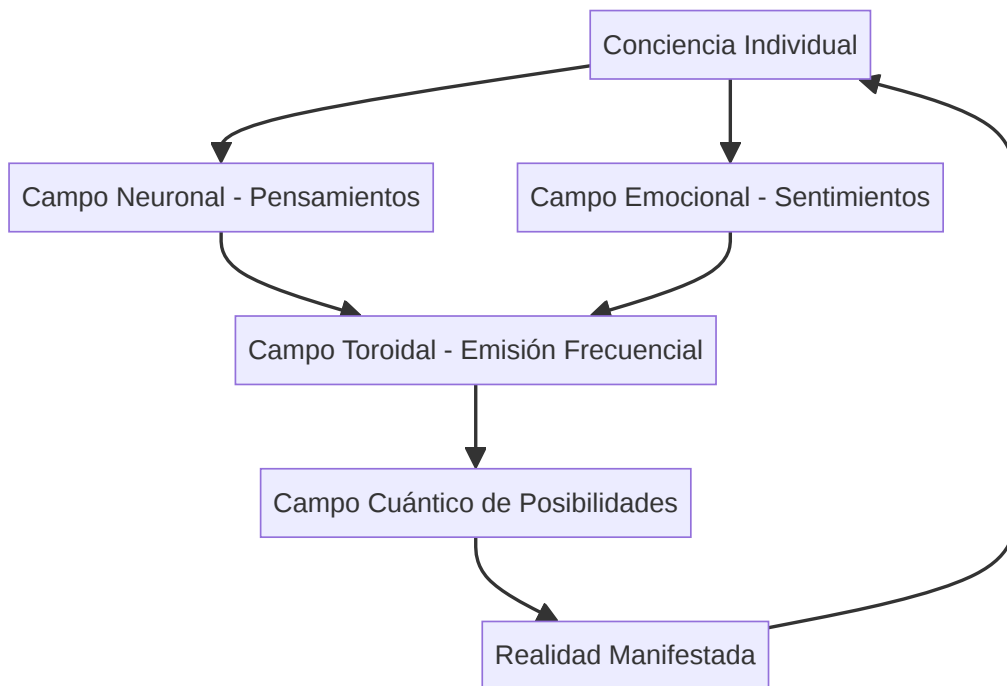 Conciencia Individual
Campo Neuronal - Pensamientos
Campo Emocional - Sentimientos
Campo Toroidal - Emisión Frecuencial
Campo Cuántico de Posibilidades
Realidad Manifestada